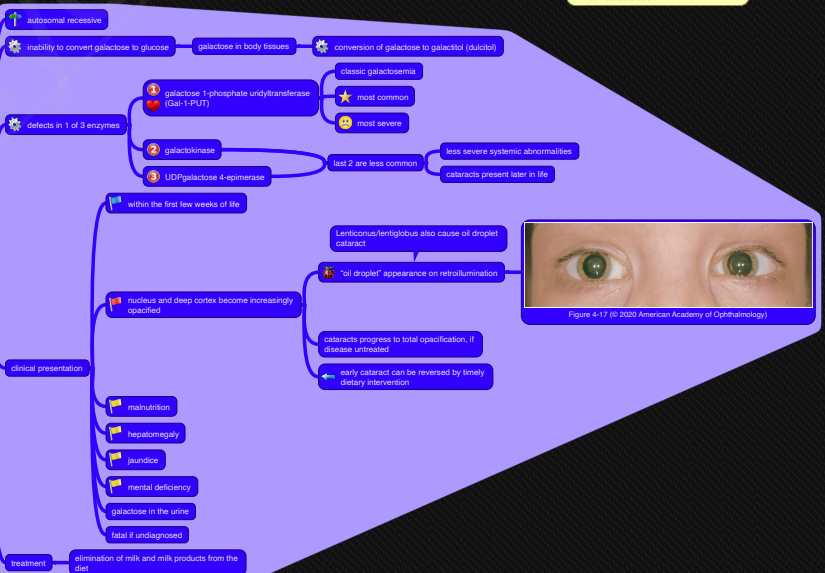 autosomal recessive
inability to convert galactose to glucose
galactose in body tissues
conversion of galactose to galactitol (dulcitol)
defects in 1 of 3 enzymes
1
galactose 1-phosphate uridyltransferase
(Gal-1-PUT)
classic galactosemia
most common
most severe
2
galactokinase
3
UDPgalactose 4-epimerase
last 2 are less common
less severe systemic abnormalities
cataracts present later in life
clinical presentation
within the first few weeks of life
nucleus and deep cortex become increasingly
opacified
Lenticonus/lentiglobus also cause oil droplet
cataract
"oil droplet" appearance on retroillumination
Figure 4-17 (© 2020 American Academy of Ophthalmology)
cataracts progress to total opacification, if
disease untreated
early cataract can be reversed by timely
dietary intervention
malnutrition
hepatomegaly
jaundice
mental deficiency
galactose in the urine
fatal if undiagnosed
treatment
elimination of milk and milk products from the
diet